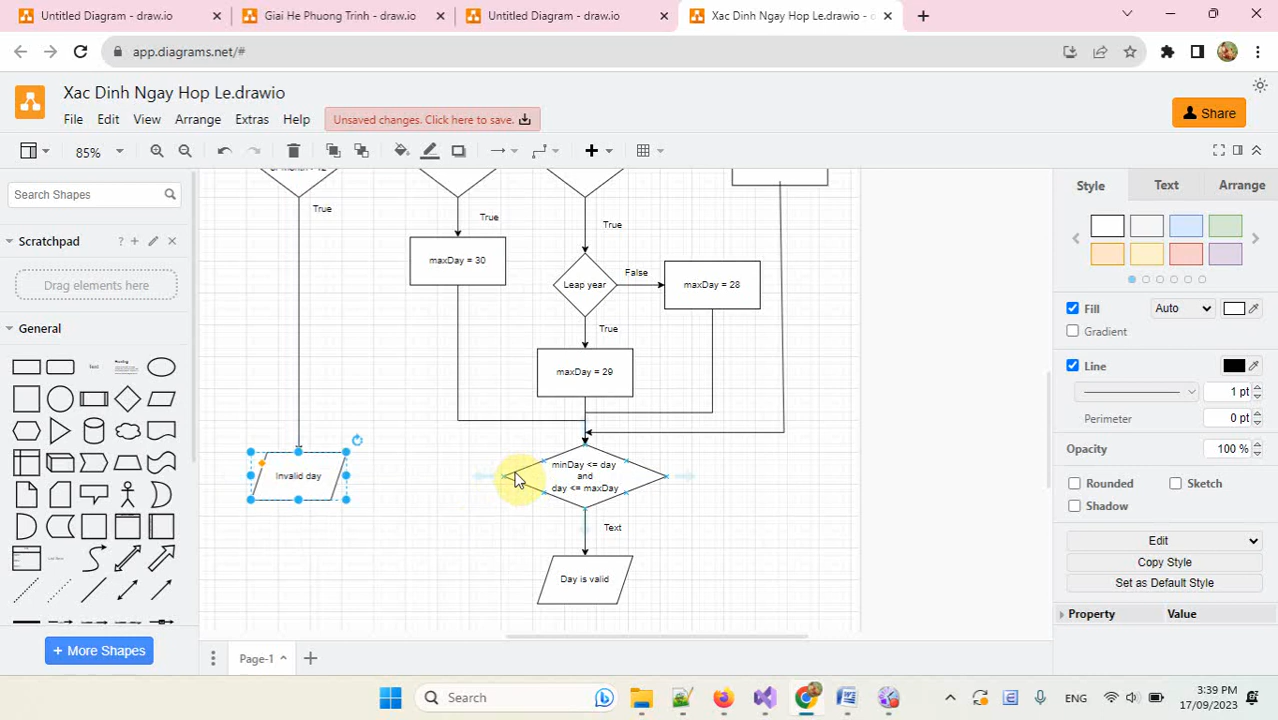 Untitled Diagram - draw.io
Giai He Phuong Trinh - draw.io
Untitled Diagram - draw.io
Xac Dinh Ngay Hop Le.drawio -
app.diagrams.net/#
Xac Dinh Ngay Hop Le.drawio
File Edit View Arrange Extras Help
Unsaved changes. Click here to save.
Share
85%
Search Shapes
Scratchpad
Drag elements here
General
Text
More Shapes
True
True
True
maxDay = 30
Leap year
False
maxDay = 28
True
maxDay = 29
Invalid day
minDay <= day
and
day <= maxDay
Text
Day is valid
Page-1
Style Text Arrange
Fill Auto
Gradient
Line
1 pt
Perimeter 0 pt
Opacity 100 %
Rounded Sketch
Shadow
Edit
Copy Style
Set as Default Style
Property Value
Search
ENG
3:39 PM
17/09/2023